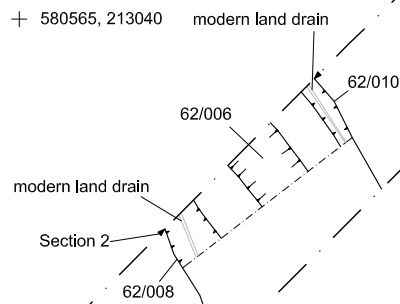 580565, 213040
modern land drain
62/010
62/006
modern land drain
Section 2
62/008